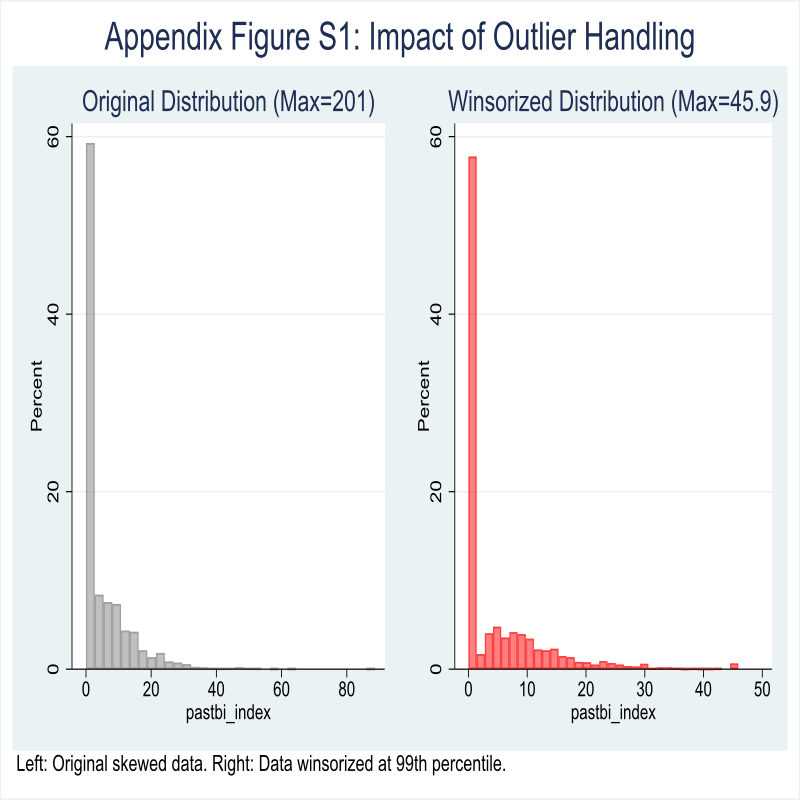 Appendix Figure S1: Impact of Outlier Handling
Original Distribution (Max=201)
60
40
20
0
Percent
0 20 40 60 80
pastbi_index
Winsorized Distribution (Max=45.9)
60
40
20
0
Percent
0 10 20 30 40 50
pastbi_index
Left: Original skewed data. Right: Data winsorized at 99th percentile.